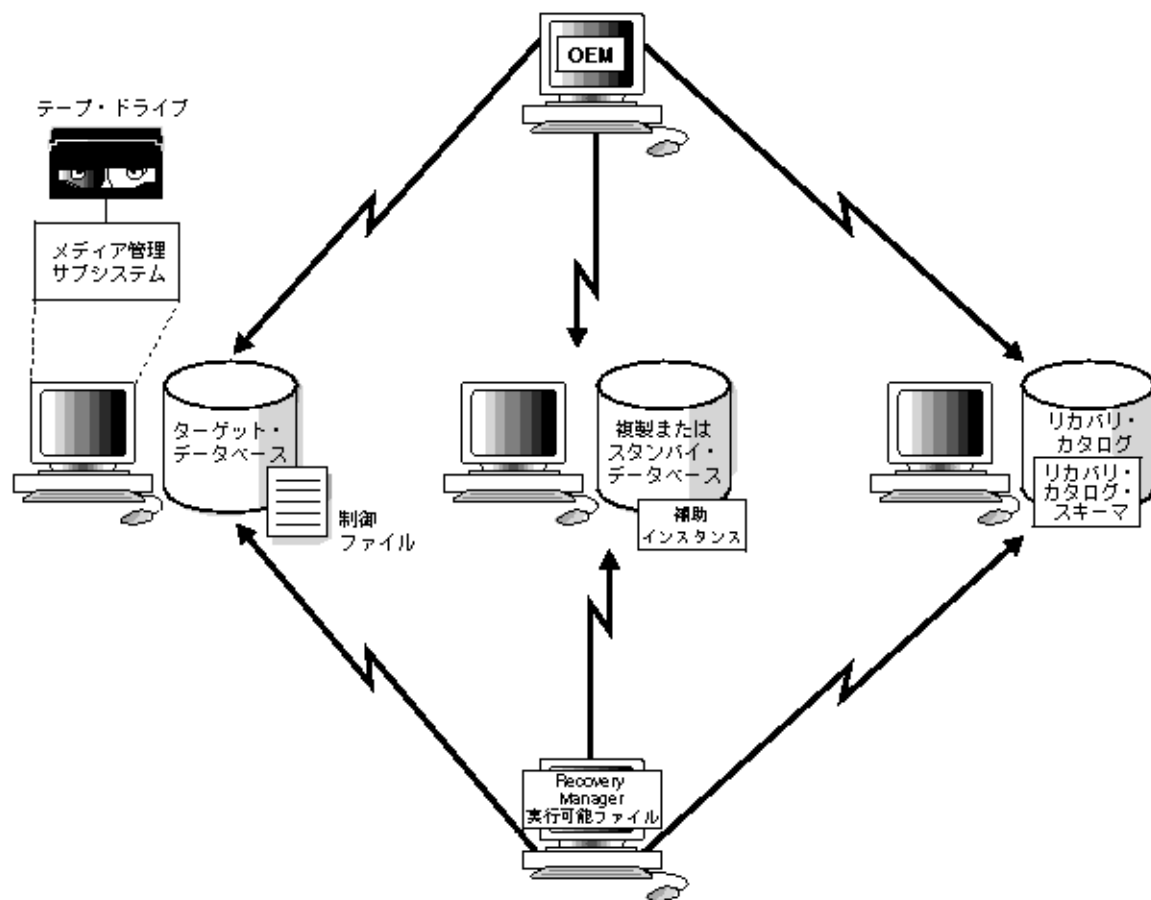 OEM
テープ・ドライブ
メディア管理
サブシステム
ターゲット・
データベース
制御
ファイル
複製または
スタンバイ・
データベース
補助
インスタンス
リカバリ・
カタログ
リカバリ・
カタログ・
スキーマ
Recovery
Manager
実行可能ファイル